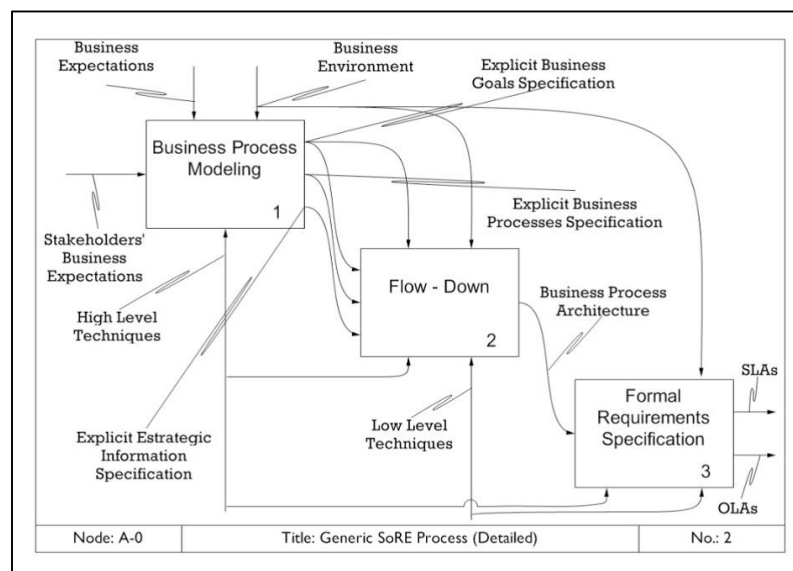 Business
Expectations
Business
Environment
Explicit Business
Goals Specification
Business Process
Modeling
1
Explicit Business
Processes Specification
Stakeholders'
Business
Expectations
High Level
Techniques
Flow - Down
2
Business Process
Architecture
Explicit Estrategic
Information
Specification
Low Level
Techniques
Formal
Requirements
Specification
3
SLAs
OLAs
Node: A-0
Title: Generic SoRE Process (Detailed)
No.: 2